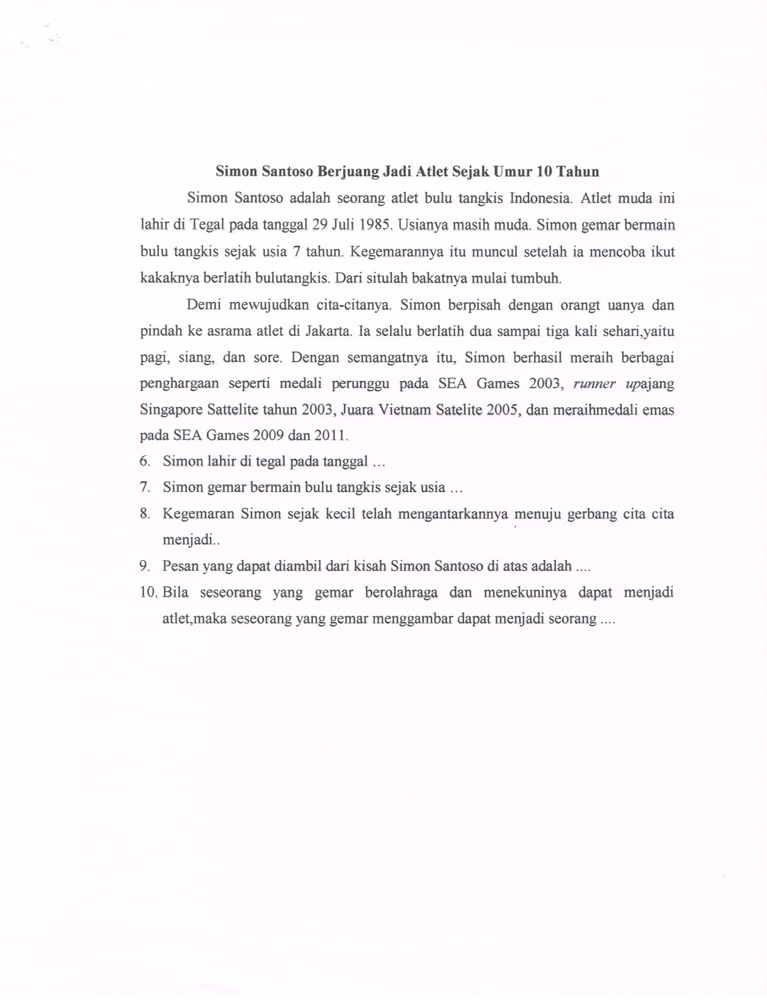 Simon Santoso Berjuang Jadi Atlet Sejak Umur 10 Tahun
Simon Santoso adalah seorang atlet bulu tangkis Indonesia. Atlet muda ini
lahir di Tegal pada tanggal 29 Juli 1985. Usianya masih muda. Simon gemar bermain
bulu tangkis sejak usia 7 tahun. Kegemarannya itu muncul setelah ia mencoba ikut
kakaknya berlatih bulutangkis. Dari situlah bakatnya mulai tumbuh.
Demi mewujudkan cita-citanya. Simon berpisah dengan orangt uanya dan
pindah ke asrama atlet di Jakarta. Ia selalu berlatih dua sampai tiga kali sehari,yaitu
pagi, siang, dan sore. Dengan semangatnya itu, Simon berhasil meraih berbagai
penghargaan seperti medali perunggu pada SEA Games 2003, runner upajang
Singapore Sattelite tahun 2003, Juara Vietnam Satelite 2005, dan meraihmedali emas
pada SEA Games 2009 dan 2011.
6. Simon lahir di tegal pada tanggal ...
7. Simon gemar bermain bulu tangkis sejak usia ...
8. Kegemaran Simon sejak kecil telah mengantarkannya menuju gerbang cita cita
menjadi..
9. Pesan yang dapat diambil dari kisah Simon Santoso di atas adalah ....
10. Bila seseorang yang gemar berolahraga dan menekuninya dapat menjadi
atlet,maka seseorang yang gemar menggambar dapat menjadi seorang ....